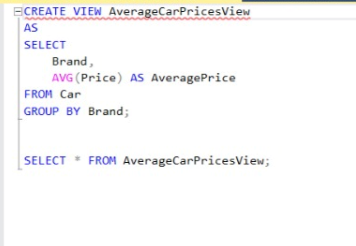 CREATE VIEW AverageCarPricesView
AS
SELECT
Brand,
AVG(Price) AS AveragePrice
FROM Car
GROUP BY Brand;
SELECT * FROM AverageCarPricesView;